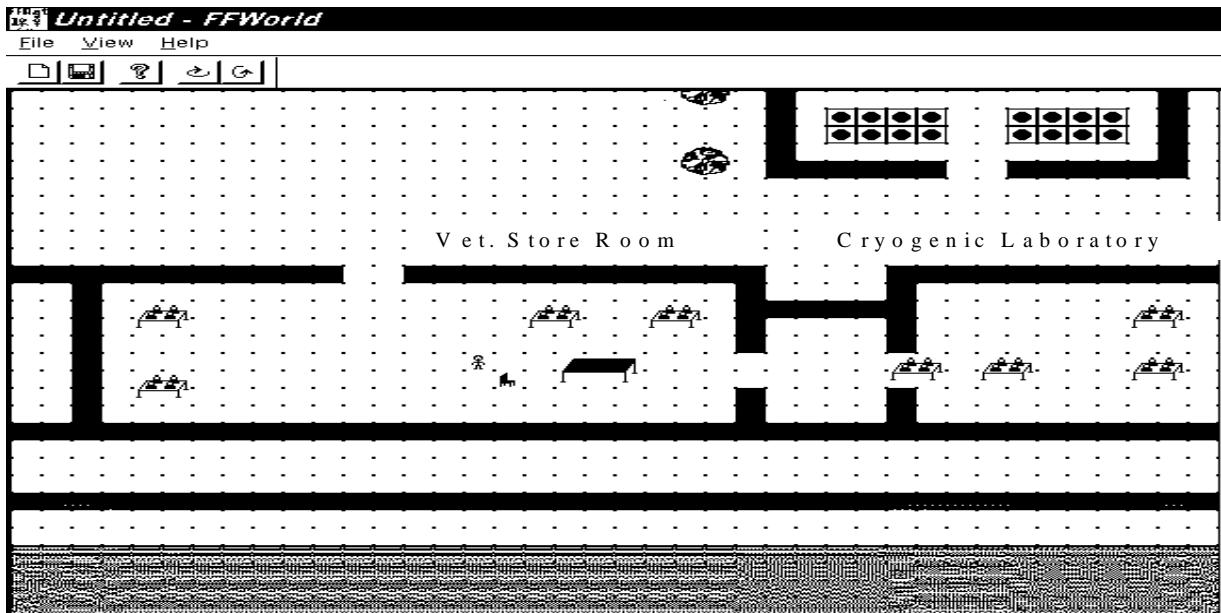 Untitled - FFWorld
File View Help
Vet. Store Room
Cryogenic Laboratory